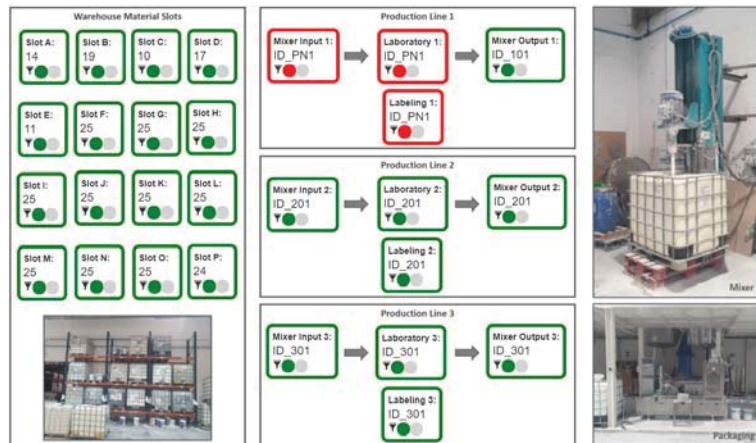 Warehouse Material Slots
Slot A:
14
Slot B:
19
Slot C:
10
Slot D:
17
Slot E:
11
Slot F:
25
Slot G:
25
Slot H:
25
Slot I:
25
Slot J:
25
Slot K:
25
Slot L:
25
Slot M:
25
Slot N:
25
Slot O:
25
Slot P:
24
Production Line 1
Mixer Input 1:
ID_PN1
Laboratory 1:
ID_PN1
Mixer Output 1:
ID_101
Labeling 1:
ID_PN1
Production Line 2
Mixer Input 2:
ID_201
Laboratory 2:
ID_201
Mixer Output 2:
ID_201
Labeling 2:
ID_201
Production Line 3
Mixer Input 3:
ID_301
Laboratory 3:
ID_301
Mixer Output 3:
ID_301
Labeling 3:
ID_301
Mixer
Packaging